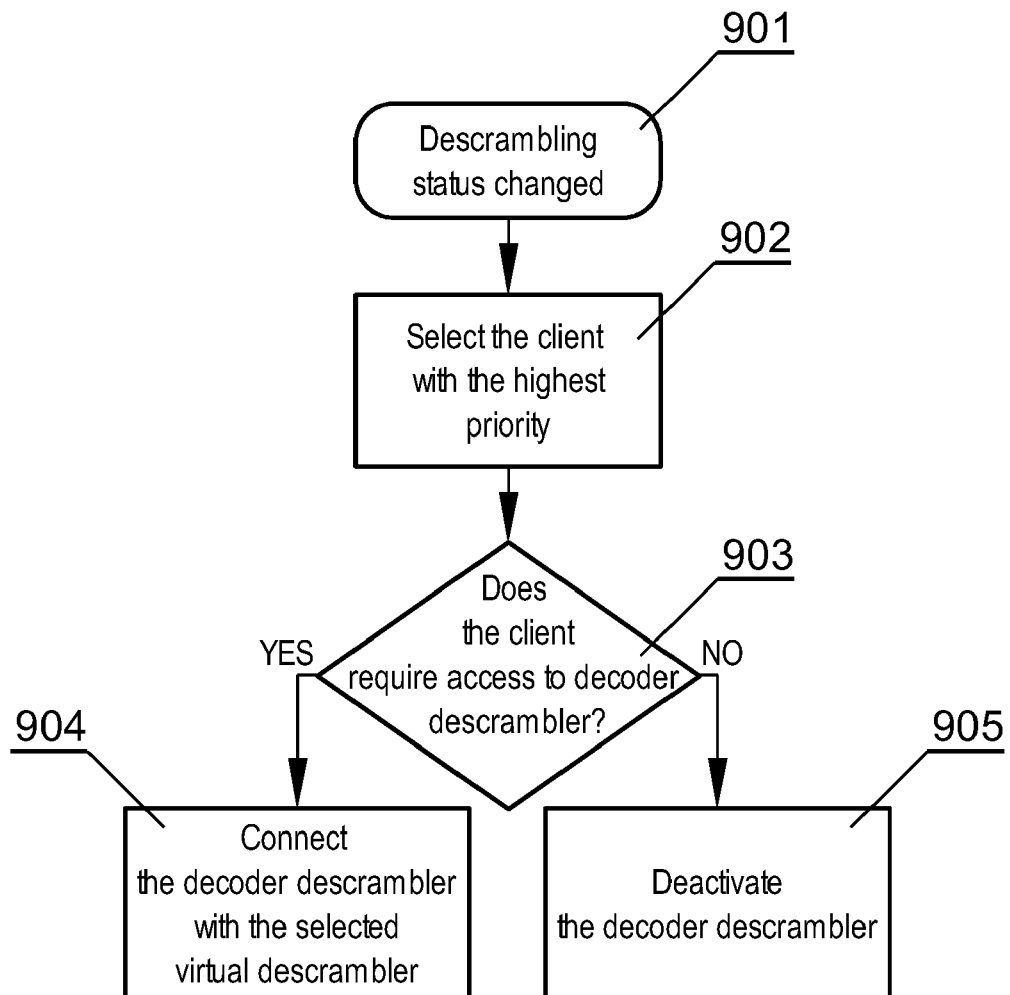 901
Descrambling
status changed
902
Select the client
with the highest
priority
903
Does
the client
require access to decoder
descrambler?
YES
NO
904
Connect
the decoder descrambler
with the selected
virtual descrambler
905
Deactivate
the decoder descrambler